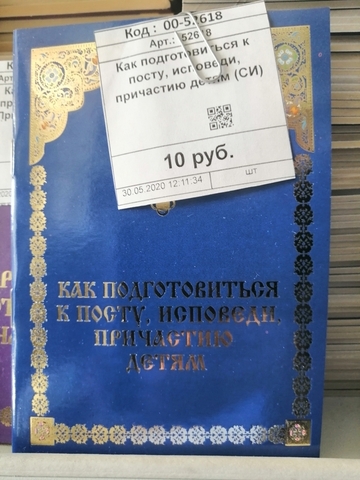 Код : 00-52618
Арт.: 52618
Как подготовиться к
посту, исповеди,
причастию детям (СИ)
10 руб.
30.05.2020 12:11:34
шт
КАК ПОДГОТОВИТЬСЯ
К ПОСТУ, ИСПОВЕДИ,
ПРИЧАСТИЮ
ДЕТЯМ